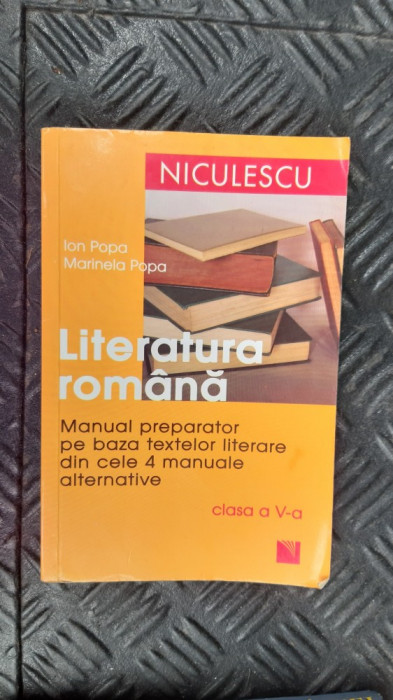 NICULESCU
Ion Popa
Marinela Popa
Literatura
română
Manual preparator
pe baza textelor literare
din cele 4 manuale
alternative
clasa a V-a